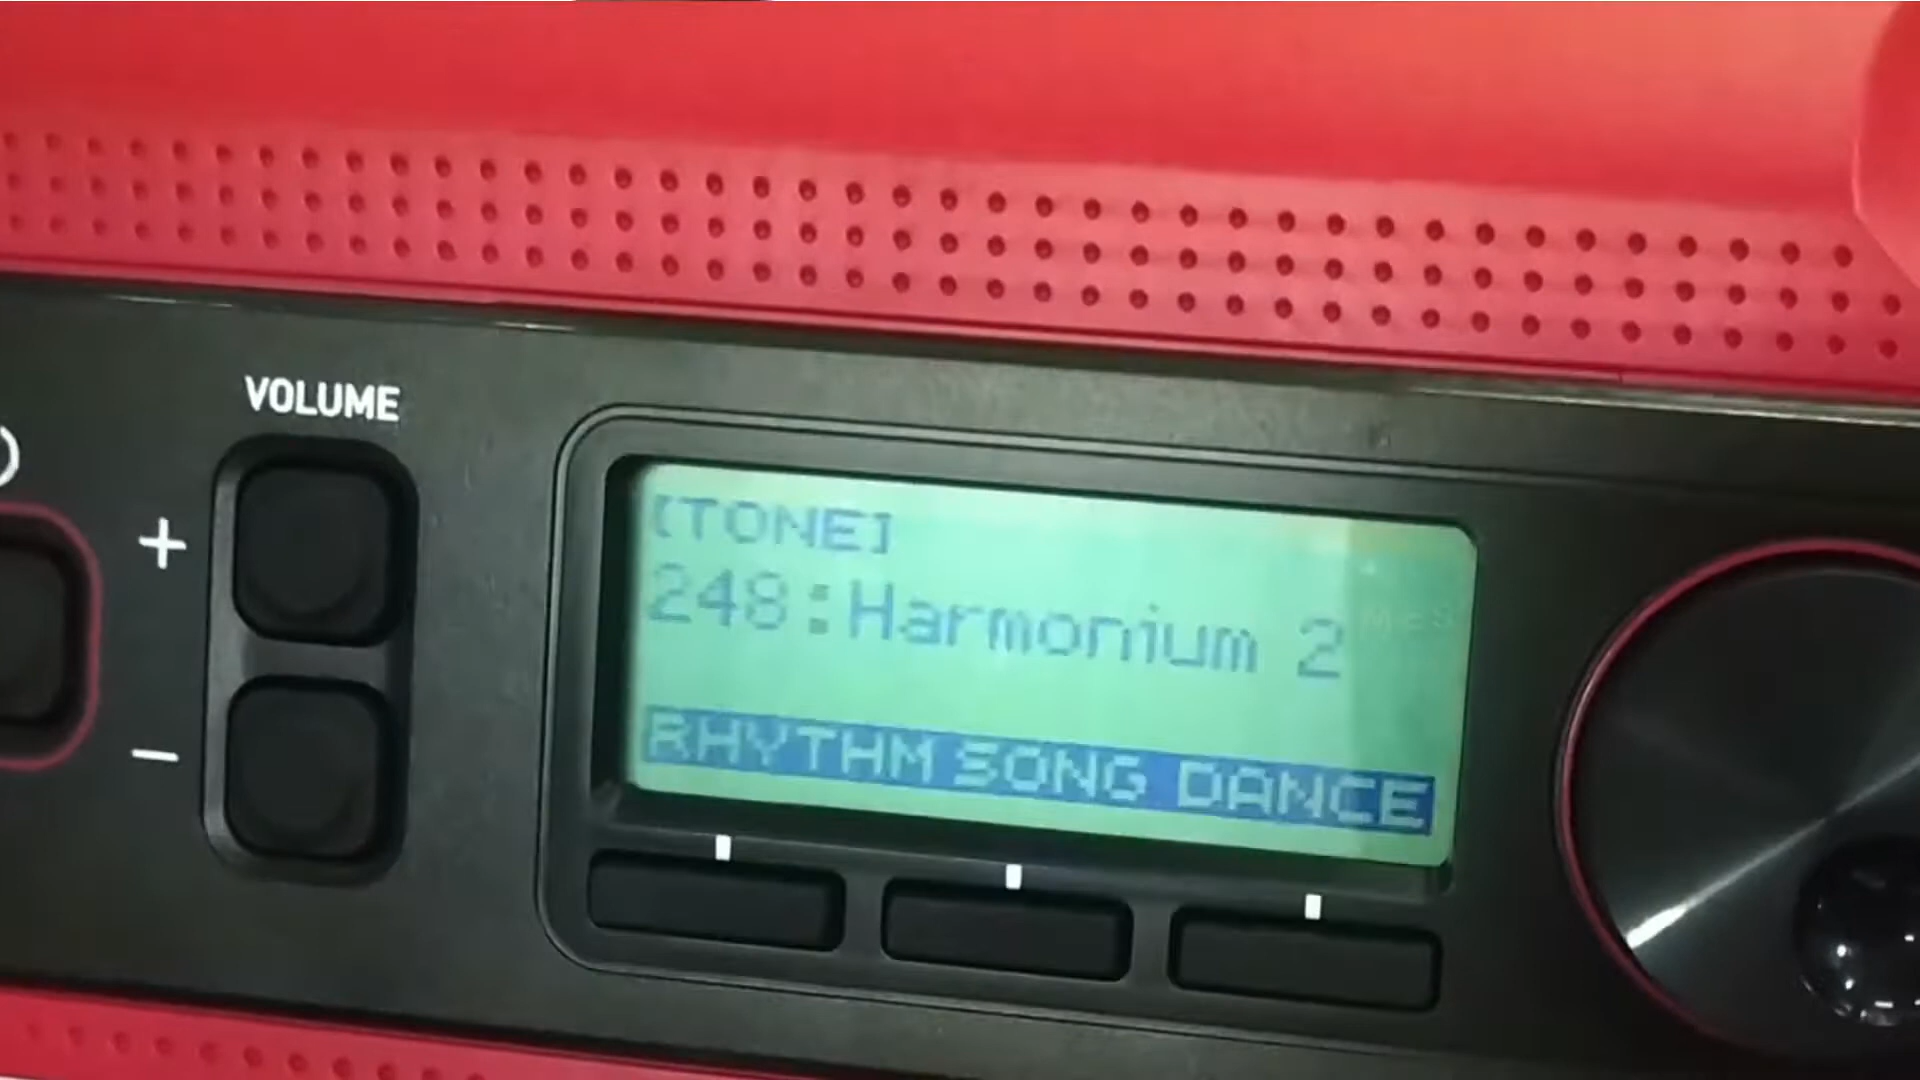 VOLUME
+
−
[TONE]
248:Harmonium 2
RHYTHM SONG DANCE